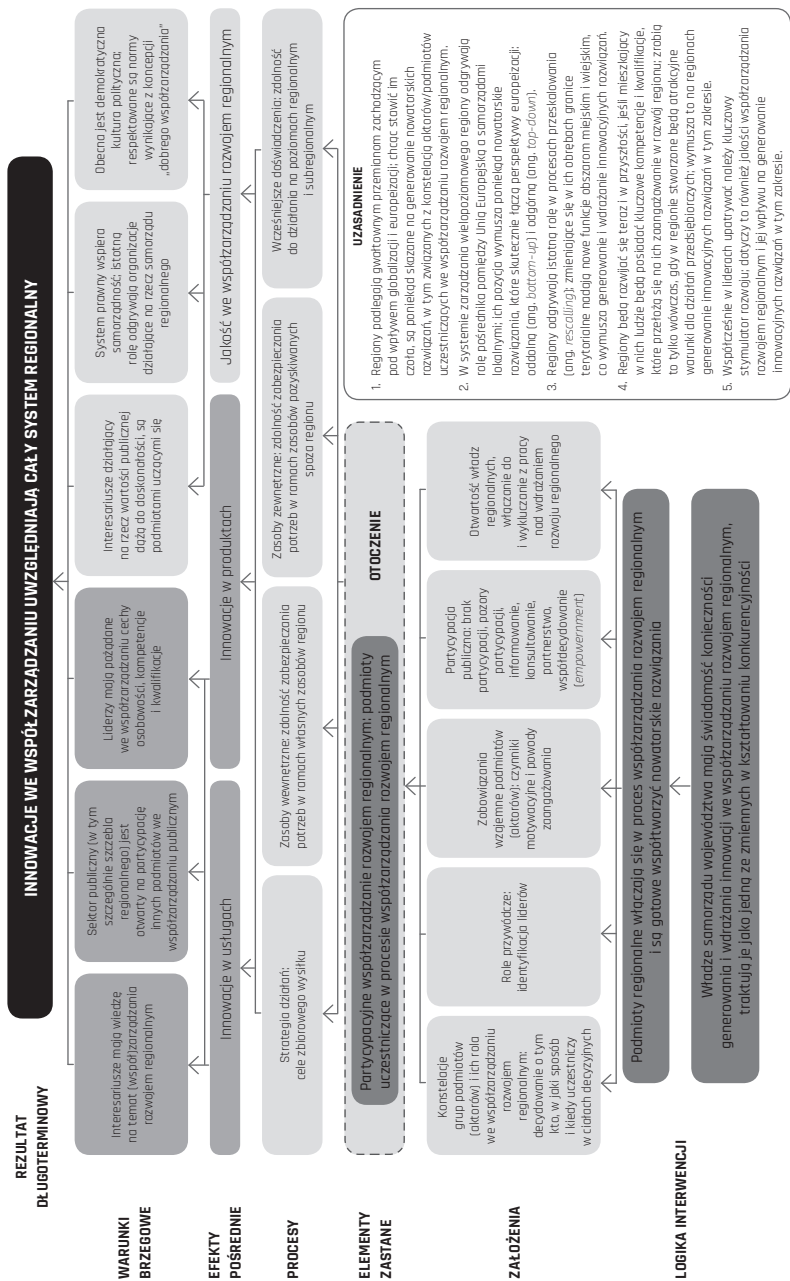 REZULTAT
DŁUGOTERMINOWY
INNOWACJE WE WSPÓŁZARZĄDZANIU UWZGLĘDNIAJĄ CAŁY SYSTEM REGIONALNY
WARUNKI
BRZEGOWE
Interesariusze mają wiedzę
na temat (współ)zarządzania
rozwojem regionalnym
Sektor publiczny (w tym
szczególnie szczebla
regionalnego) jest
otwarty na partycypację
innych podmiotów we
współzarządzaniu publicznym
Liderzy mają pożądane
we współzarządzaniu cechy
osobowości, kompetencje
i kwalifikacje
Interesariusze działający
na rzecz wartości publicznej
dążą do doskonałości, są
podmiotami uczącymi się
System prawny wspiera
samorządność; istotną
rolę odgrywają organizacje
działające na rzecz samorządu
regionalnego
Obecna jest demokratyczna
kultura polityczna;
respektowane są normy
wynikające z koncepcji
„dobrego współzarządzania”
EFEKTY
POŚREDNIE
Innowacje w usługach
Innowacje w produktach
Jakość we współzarządzaniu rozwojem regionalnym
PROCESY
Strategia działań:
cele zbiorowego wysiłku
Zasoby wewnętrzne: zdolność zabezpieczania
potrzeb w ramach własnych zasobów regionu
Zasoby zewnętrzne: zdolność zabezpieczania
potrzeb w ramach zasobów pozyskiwanych
spoza regionu
Wcześniejsze doświadczenia: zdolność
do działania na poziomach regionalnym
i subregionalnym
ELEMENTY
ZASTANE
Partycypacyjne współzarządzanie rozwojem regionalnym: podmioty
uczestniczące w procesie współzarządzania rozwojem regionalnym
OTOCZENIE
ZAŁOŻENIA
Konstelacje
grup podmiotów
(aktorów) i ich rola
we współzarządzaniu
rozwojem
regionalnym:
decydowanie o tym
kto, w jaki sposób
i kiedy uczestniczy
w ciałach decyzyjnych
Role przywódcze:
identyfikacja liderów
Zobowiązania
wzajemne podmiotów
(aktorów): czynniki
motywacyjne i powody
zaangażowania
Partycypacja
publiczna: brak
partycypacji, pozory
partycypacji,
informowanie,
konsultowanie,
partnerstwo,
współdecydowanie
(empowernment)
Otwartość władz
regionalnych,
włączanie do
i wykluczanie z pracy
nad wdrażaniem
rozwoju regionalnego
LOGIKA INTERWENCJI
Podmioty regionalne włączają się w proces współzarządzania rozwojem regionalnym
i są gotowe współtworzyć nowatorskie rozwiązania
Władze samorządu województwa mają świadomość konieczności
generowania i wdrażania innowacji we współzarządzaniu rozwojem regionalnym,
traktują je jako jedną ze zmiennych w kształtowaniu konkurencyjności
UZASADNIENIE
1. Regiony podlegają gwałtownym przemianom zachodzącym
pod wpływem globalizacji i europeizacji; chcąc stawić im
czoła, są poniekąd skazane na generowanie nowatorskich
rozwiązań w tym związanych z konstelacją aktorów/podmiotów
uczestniczących we współzarządzaniu rozwojem regionalnym.
2. W systemie zarządzania wielopoziomowego regiony odgrywają
rolę pośrednika pomiędzy Unią Europejską a samorządami
lokalnymi; ich pozycja wymusza poniekąd nowatorskie
rozwiązania, które skutecznie łączą perspektywy europeizacji:
oddolną (ang. bottom-up) i odgórną (ang. top-down).
3. Regiony odgrywają istotną rolę w procesach przeskalowania
(ang. rescalling); zmieniające się w ich obrębach granice
terytorialne nadają nowe funkcje obszarom miejskim i wiejskim,
co wymusza generowanie i wdrażanie innowacyjnych rozwiązań.
4. Regiony będą rozwijać się teraz i w przyszłości, jeśli mieszkający
w nich ludzie będą posiadać kluczowe kompetencje i kwalifikacje,
które przełożą się na ich zaangażowanie w rozwój regionu; zrobią
to tylko wówczas, gdy w regionie stworzone będą atrakcyjne
warunki dla działań przedsiębiorczych; wymusza to na regionach
generowanie innowacyjnych rozwiązań w tym zakresie.
5. Współcześnie w liderach upatrywać należy kluczowy
stymulator rozwoju; dotyczy to również jakości współzarządzania
rozwojem regionalnym i jej wpływu na generowanie
innowacyjnych rozwiązań w tym zakresie.